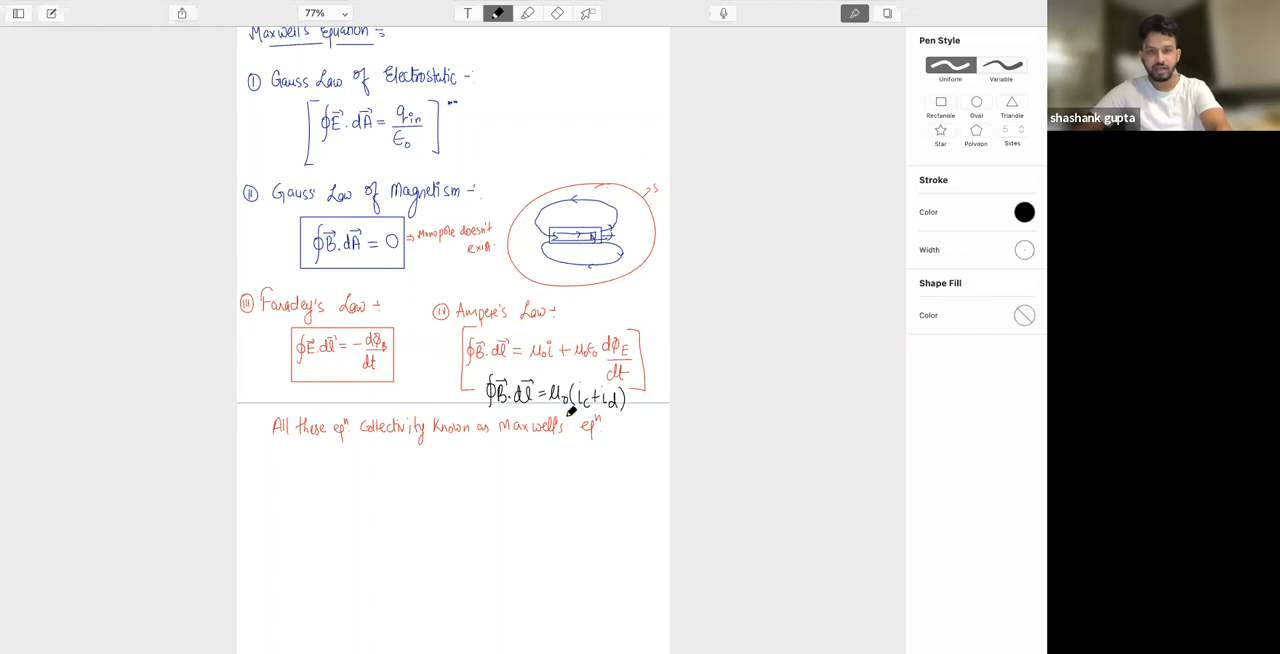 77%
T
Maxwell's Equation :-
Pen Style
Uniform
Variable
Rectangle
Oval
Triangle
Star
Polygon
5
Sides
Stroke
Color
Width
Shape Fill
Color
shashank gupta
(I) Gauss Law of Electrostatic -:
[∮E⃗.dA⃗ = qin/ε0]
(II) Gauss Law of Magnetism -:
∮B⃗.dA⃗ = 0 ⇒ Monopole doesn't
exist.
S
(III) Faraday's Law ÷
∮E⃗.dl⃗ = -dϕB/dt
(IV) Ampere's Law ÷
[∮B⃗.dl⃗ = μ0i + μ0ε0 dϕE/dt]
∮B⃗.dl⃗ = μ0(ic+id)
All these eqn. Collectivity Known as Maxwell's eqn.